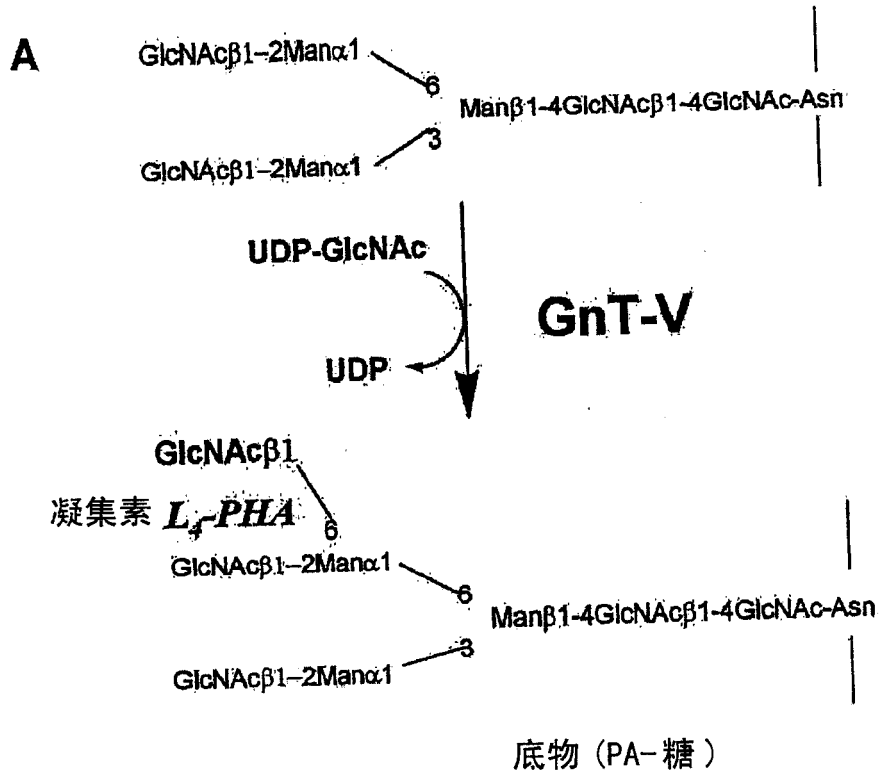 A
GlcNAcβ1-2Manα1
6
Manβ1-4GlcNAcβ1-4GlcNAc-Asn
3
GlcNAcβ1-2Manα1
UDP-GlcNAc
GnT-V
UDP
GlcNAcβ1
凝集素 L4-PHA
6
GlcNAcβ1-2Manα1
6
Manβ1-4GlcNAcβ1-4GlcNAc-Asn
3
GlcNAcβ1-2Manα1
底物 (PA-糖)